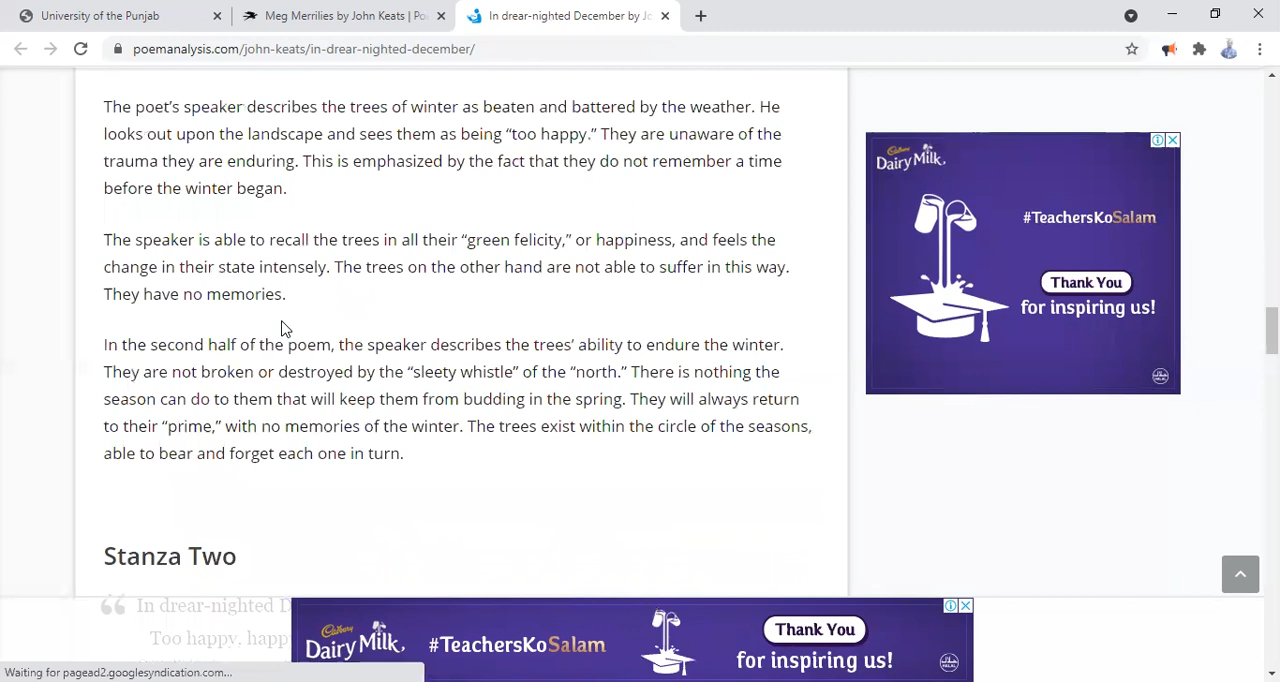 University of the Punjab
Meg Merrilies by John Keats | Po
In drear-nighted December by Jo
poemanalysis.com/john-keats/in-drear-nighted-december/
The poet's speaker describes the trees of winter as beaten and battered by the weather. He
looks out upon the landscape and sees them as being “too happy.” They are unaware of the
trauma they are enduring. This is emphasized by the fact that they do not remember a time
before the winter began.
The speaker is able to recall the trees in all their “green felicity,” or happiness, and feels the
change in their state intensely. The trees on the other hand are not able to suffer in this way.
They have no memories.
In the second half of the poem, the speaker describes the trees’ ability to endure the winter.
They are not broken or destroyed by the “sleety whistle” of the “north.” There is nothing the
season can do to them that will keep them from budding in the spring. They will always return
to their “prime,” with no memories of the winter. The trees exist within the circle of the seasons,
able to bear and forget each one in turn.
Stanza Two
In drear-nighted D
Too happy, happ
Cadbury
Dairy Milk
#TeachersKoSalam
Thank You
for inspiring us!
Cadbury
Dairy Milk
#TeachersKoSalam
Thank You
for inspiring us!
Waiting for pagead2.googlesyndication.com...